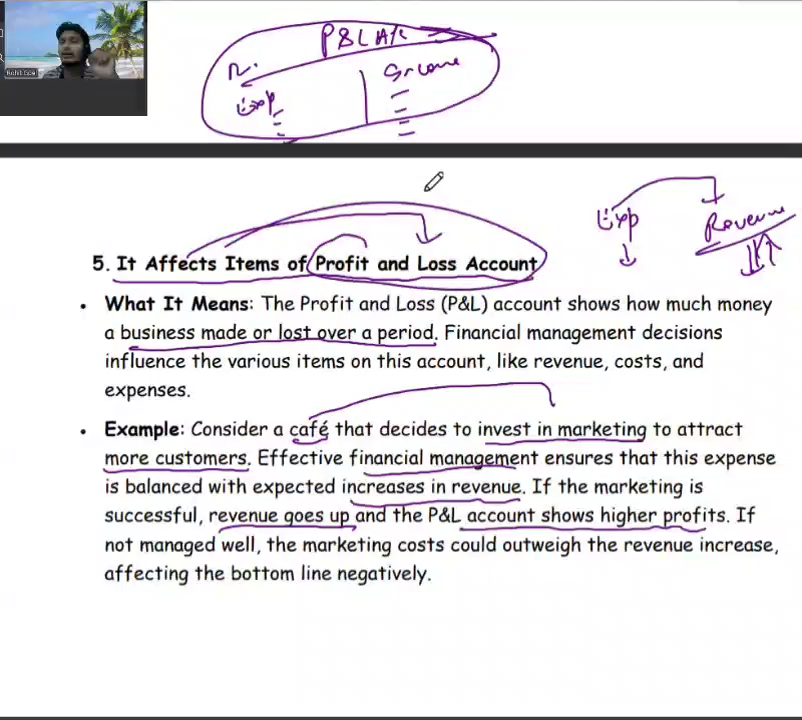 P&L A/c
Income
Exp
Rohit Goel
Exp
Revenue
5. It Affects Items of Profit and Loss Account
• What It Means: The Profit and Loss (P&L) account shows how much money
a business made or lost over a period. Financial management decisions
influence the various items on this account, like revenue, costs, and
expenses.
• Example: Consider a café that decides to invest in marketing to attract
more customers. Effective financial management ensures that this expense
is balanced with expected increases in revenue. If the marketing is
successful, revenue goes up and the P&L account shows higher profits. If
not managed well, the marketing costs could outweigh the revenue increase,
affecting the bottom line negatively.